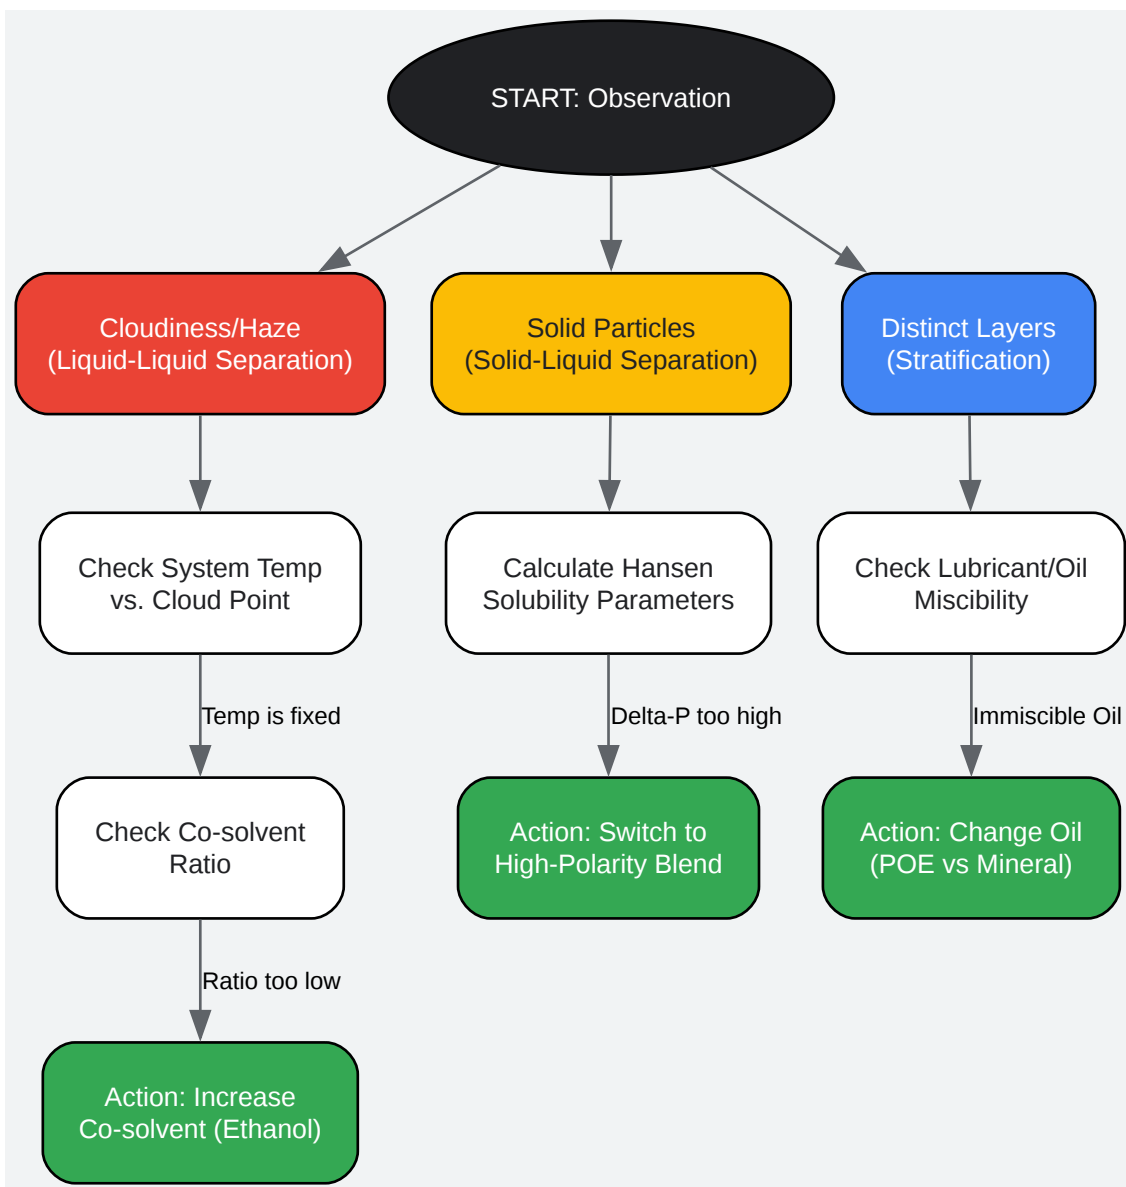 START: Observation
Cloudiness/Haze
(Liquid-Liquid Separation)
Solid Particles
(Solid-Liquid Separation)
Distinct Layers
(Stratification)
Check System Temp
vs. Cloud Point
Calculate Hansen
Solubility Parameters
Check Lubricant/Oil
Miscibility
Temp is fixed
Delta-P too high
Immiscible Oil
Check Co-solvent
Ratio
Action: Switch to
High-Polarity Blend
Action: Change Oil
(POE vs Mineral)
Ratio too low
Action: Increase
Co-solvent (Ethanol)